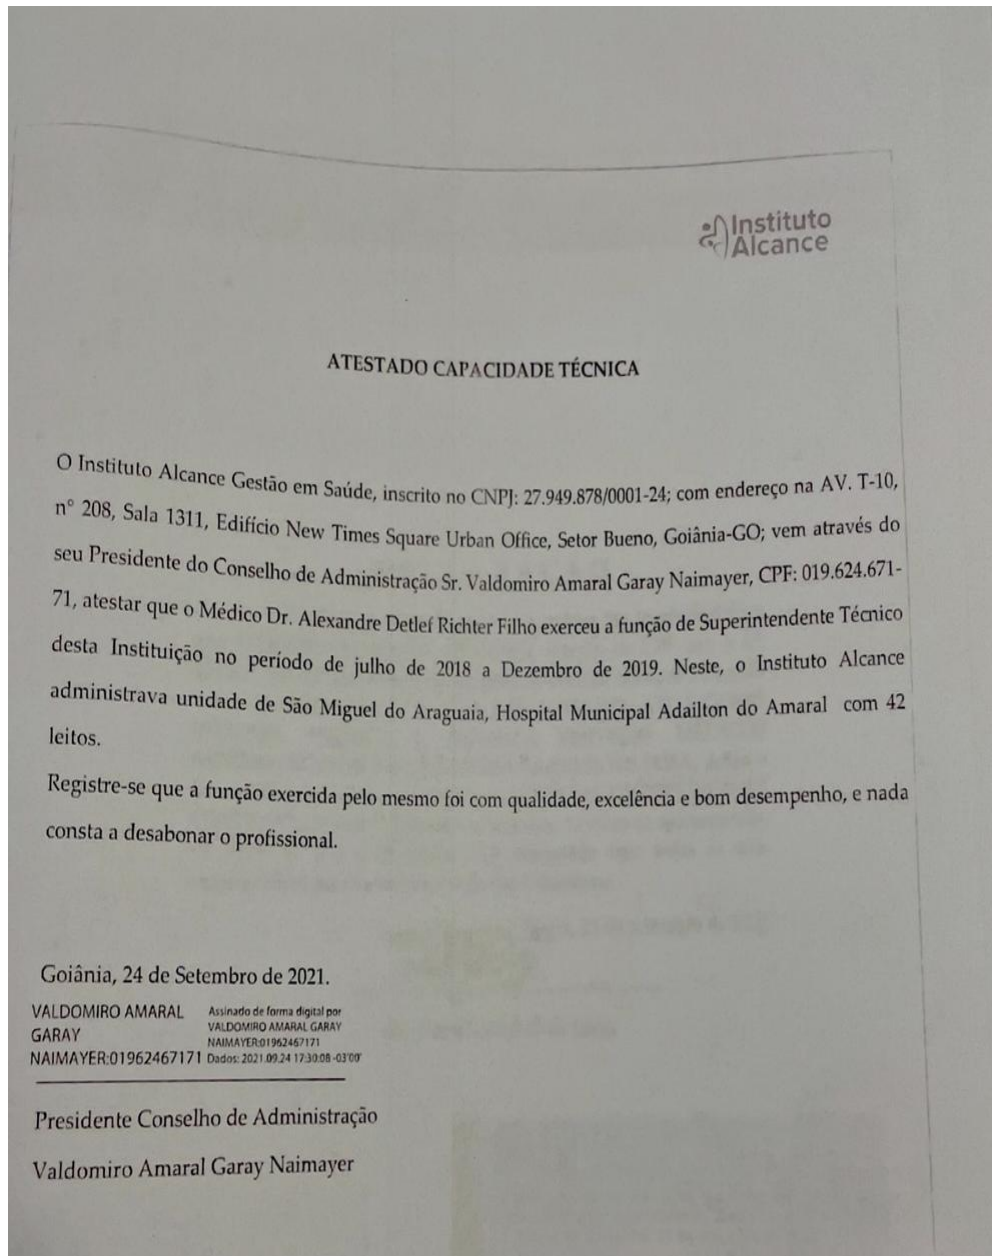 Instituto
Alcance
ATESTADO CAPACIDADE TÉCNICA
O Instituto Alcance Gestão em Saúde, inscrito no CNPJ: 27.949.878/0001-24; com endereço na AV. T-10,
n° 208, Sala 1311, Edifício New Times Square Urban Office, Setor Bueno, Goiânia-GO; vem através do
seu Presidente do Conselho de Administração Sr. Valdomiro Amaral Garay Naimayer, CPF: 019.624.671-
71, atestar que o Médico Dr. Alexandre Detlef Richter Filho exerceu a função de Superintendente Técnico
desta Instituição no período de julho de 2018 a Dezembro de 2019. Neste, o Instituto Alcance
administrava unidade de São Miguel do Araguaia, Hospital Municipal Adailton do Amaral com 42
leitos.
Registre-se que a função exercida pelo mesmo foi com qualidade, excelência e bom desempenho, e nada
consta a desabonar o profissional.
Goiânia, 24 de Setembro de 2021.
VALDOMIRO AMARAL
GARAY
NAIMAYER:01962467171
Assinado de forma digital por
VALDOMIRO AMARAL GARAY
NAIMAYER:01962467171
Dados: 2021.09.24 17:30:08 -03'00'
Presidente Conselho de Administração
Valdomiro Amaral Garay Naimayer